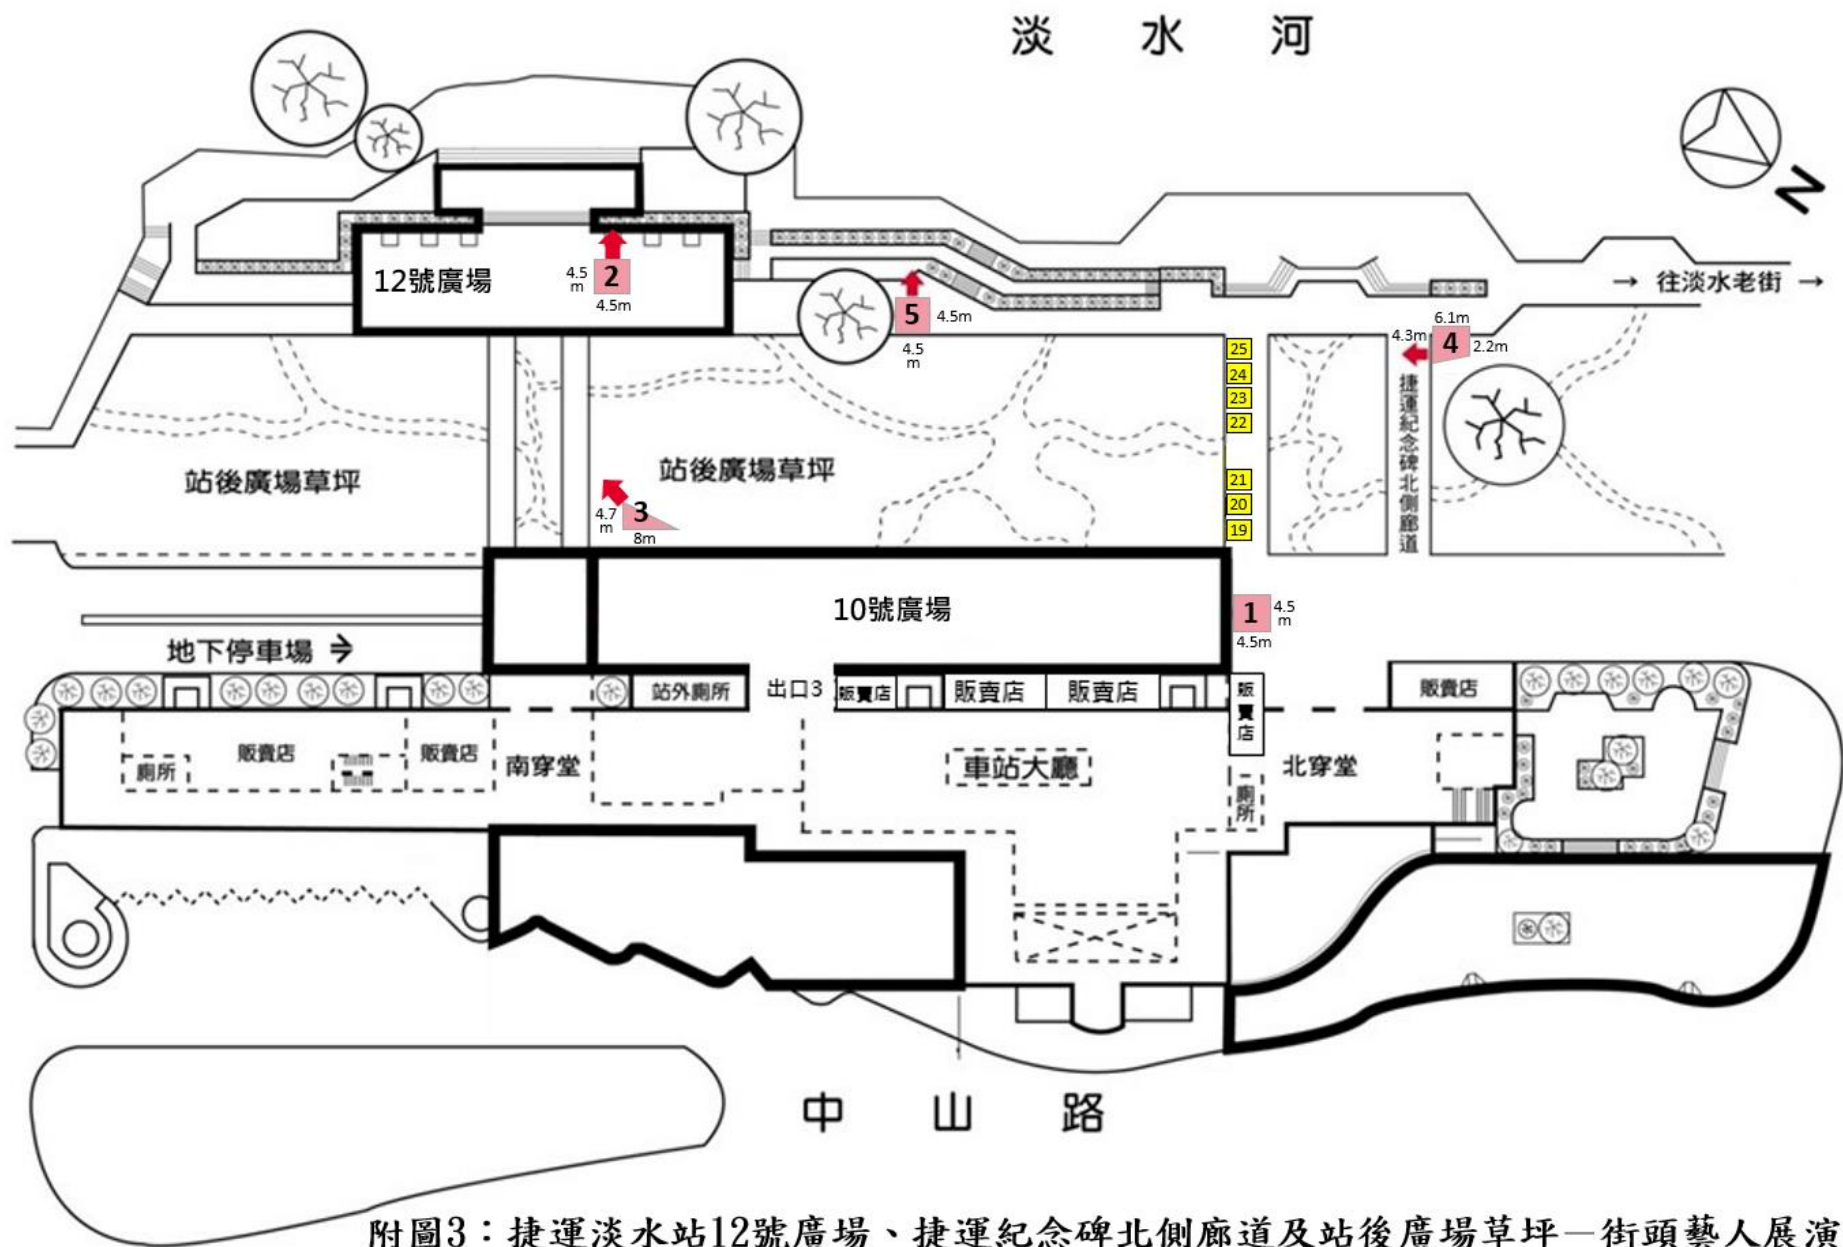 淡水河
N
12號廣場
4.5
m
2
4.5m
5
4.5m
4.5
m
→ 往淡水老街 →
6.1m
4.3m
4
2.2m
25
24
23
22
21
20
19
捷運紀念碑北側廊道
站後廣場草坪
站後廣場草坪
4.7
m
3
8m
10號廣場
1
4.5
m
4.5m
地下停車場
站外廁所
出口3
販賣店
販賣店
販賣店
販賣店
販賣店
廁所
販賣店
販賣店
南穿堂
車站大廳
北穿堂
廁所
中山路
附圖3：捷運淡水站12號廣場、捷運紀念碑北側廊道及站後廣場草坪－街頭藝人展演